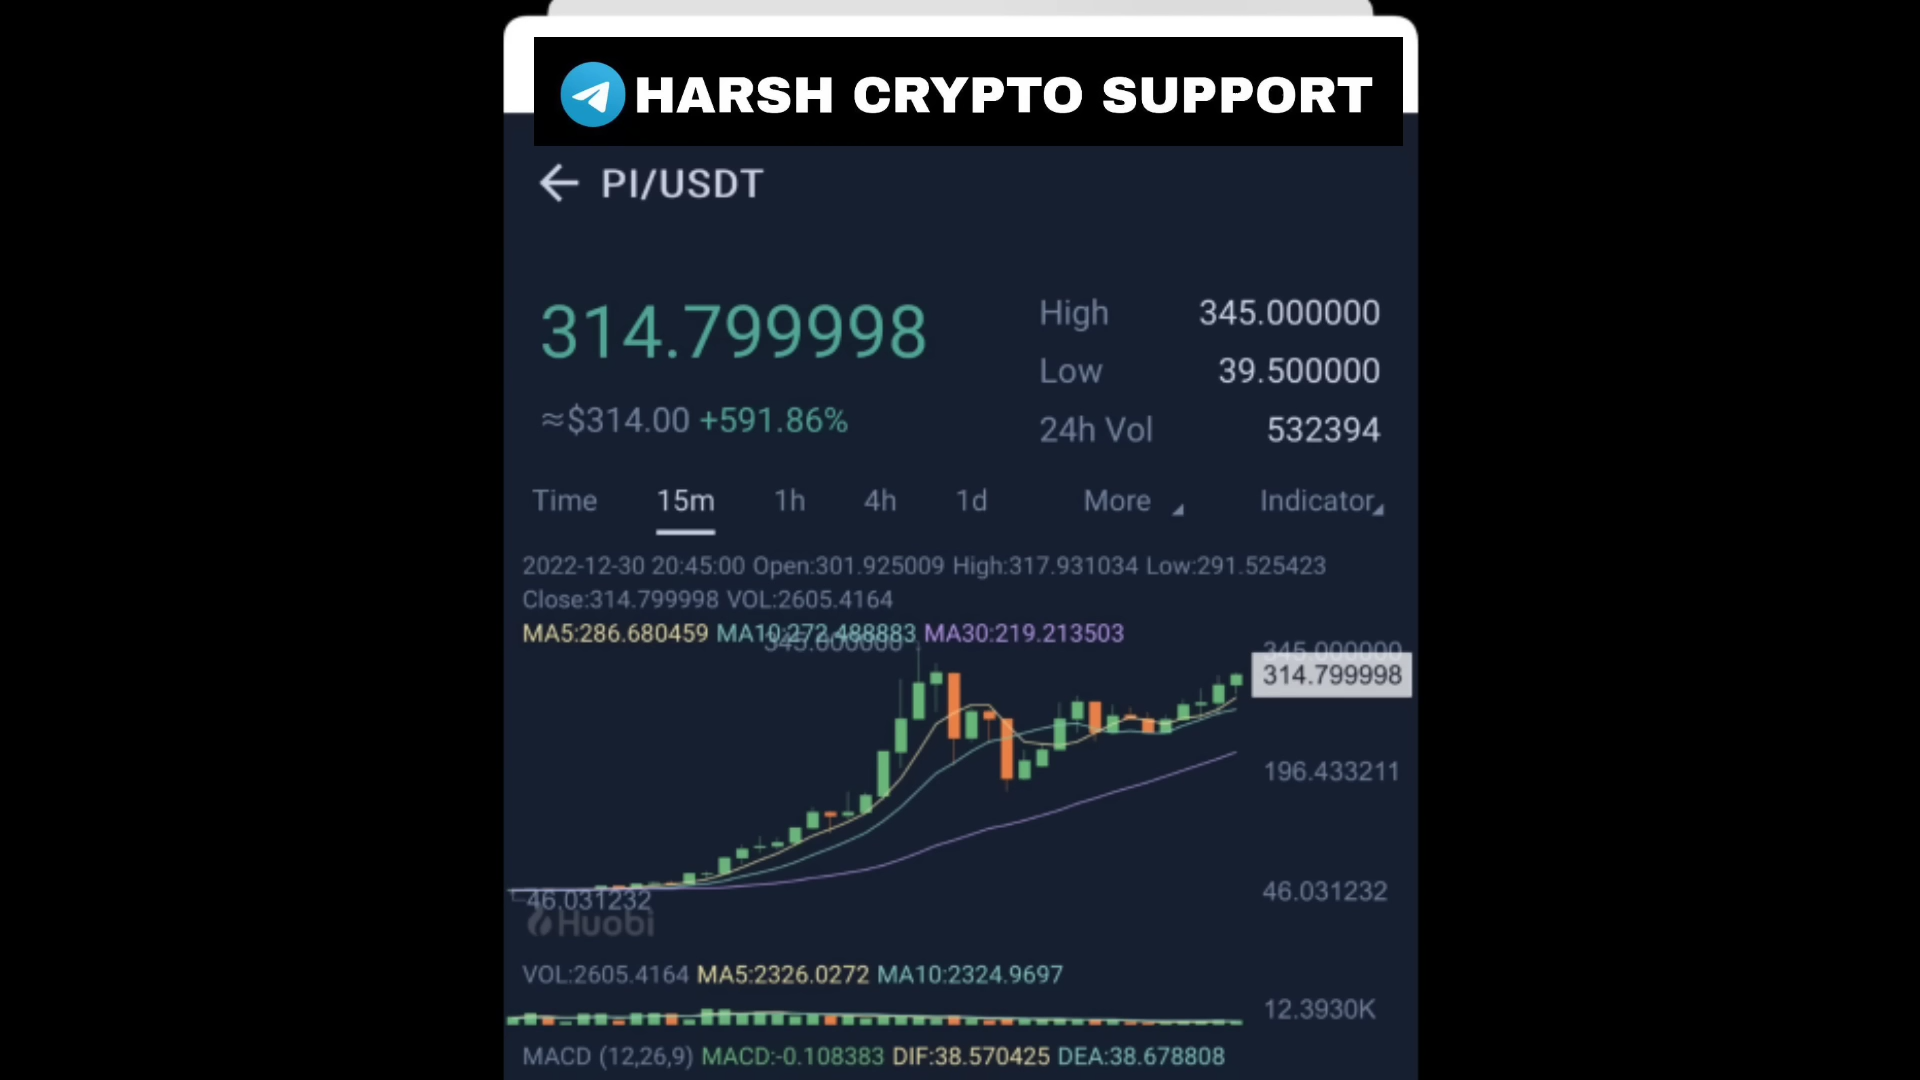 HARSH CRYPTO SUPPORT
PI/USDT
314.799998
≈$314.00 +591.86%
High 345.000000
Low 39.500000
24h Vol 532394
Time 15m 1h 4h 1d More Indicator
2022-12-30 20:45:00 Open:301.925009 High:317.931034 Low:291.525423
Close:314.799998 VOL:2605.4164
MA5:286.680459 MA10:272.488883 MA30:219.213503
345.000000 345.000000
314.799998
196.433211
46.031232 46.031232
Huobi
VOL:2605.4164 MA5:2326.0272 MA10:2324.9697
12.3930K
MACD (12,26,9) MACD:-0.108383 DIF:38.570425 DEA:38.678808